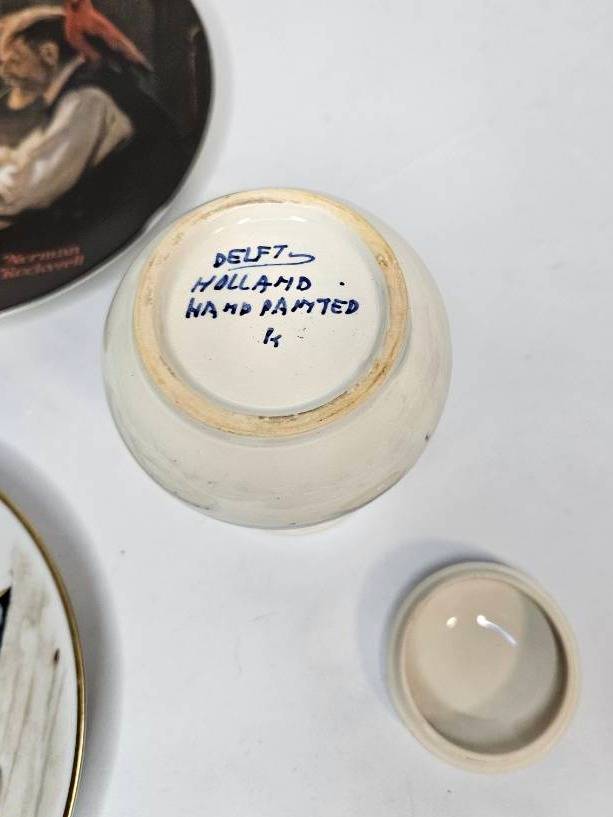 Norman
Rockwell
DELFT
HOLLAND.
HAND PAINTED
k